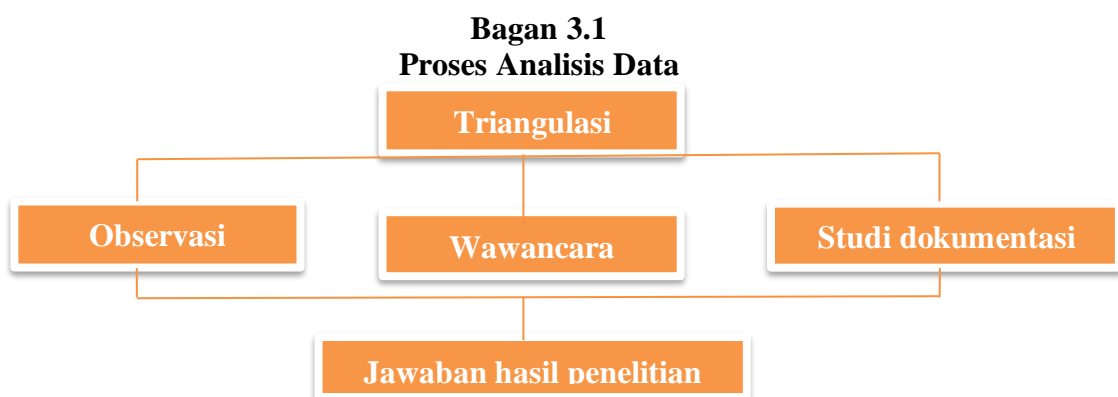 Bagan 3.1
Proses Analisis Data
Triangulasi
Observasi
Wawancara
Studi dokumentasi
Jawaban hasil penelitian